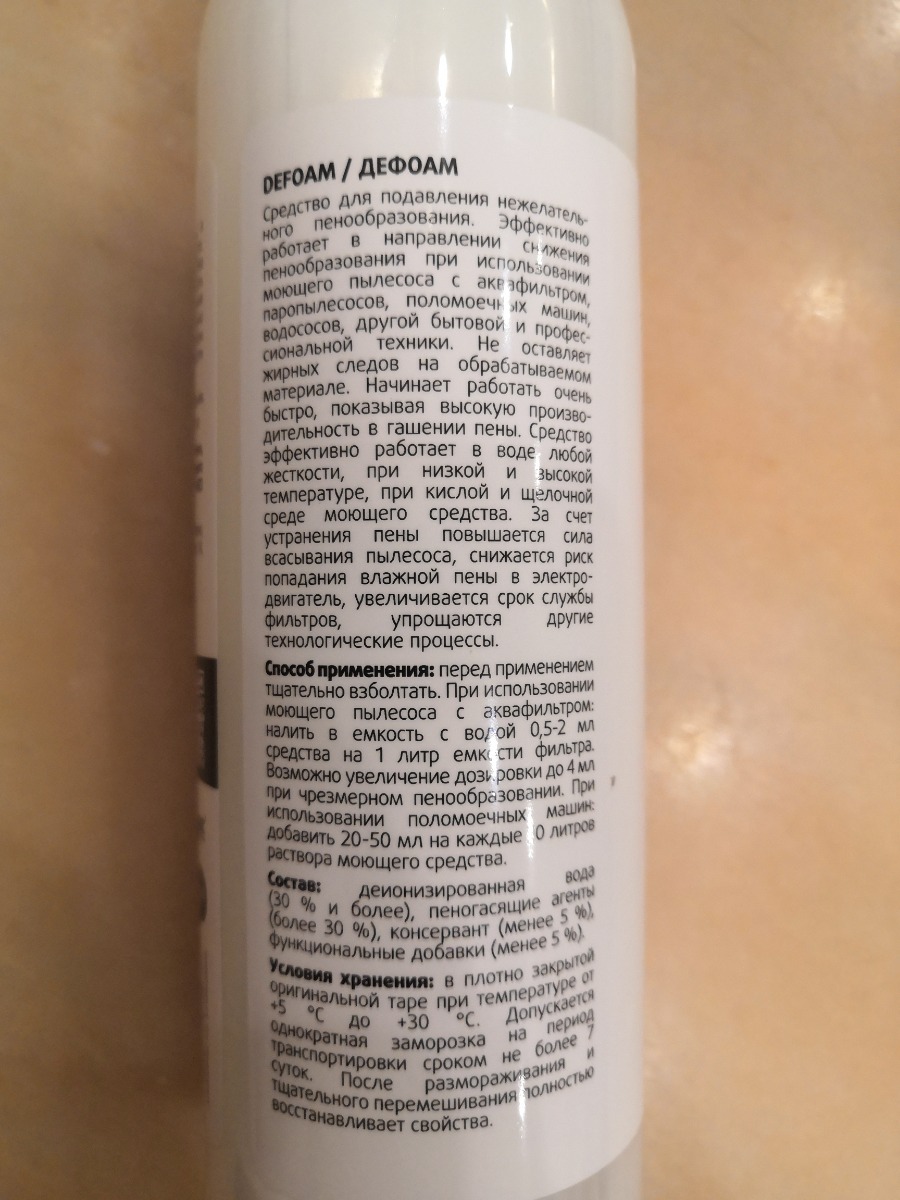 DEFOAM / ДЕФОАМ
Средство для подавления нежелатель-
ного пенообразования. Эффективно
работает в направлении снижения
пенообразования при использовании
моющего пылесоса с аквафильтром,
паропылесосов, поломоечных машин,
водососов, другой бытовой и профес-
сиональной техники. Не оставляет
жирных следов на обрабатываемом
материале. Начинает работать очень
быстро, показывая высокую произво-
дительность в гашении пены. Средство
эффективно работает в воде любой
жесткости, при низкой и высокой
температуре, при кислой и щелочной
среде моющего средства. За счет
устранения пены повышается сила
всасывания пылесоса, снижается риск
попадания влажной пены в электро-
двигатель, увеличивается срок службы
фильтров, упрощаются другие
технологические процессы.
Способ применения: перед применением
тщательно взболтать. При использовании
моющего пылесоса с аквафильтром:
налить в емкость с водой 0,5-2 мл
средства на 1 литр емкости фильтра.
Возможно увеличение дозировки до 4 мл
при чрезмерном пенообразовании. При
использовании поломоечных машин:
добавить 20-50 мл на каждые литров
раствора моющего средства.
Состав: деионизированная вода
(30 % и более), пеногасящие агенты
(более 30 %), консервант (менее 5 %),
функциональные добавки (менее 5 %).
Условия хранения: в плотно закрытой
оригинальной таре при температуре от
+5 °C до +30 °C. Допускается
однократная заморозка на период
транспортировки сроком не более 7
суток. После размораживания и
тщательного перемешивания полностью
восстанавливает свойства.